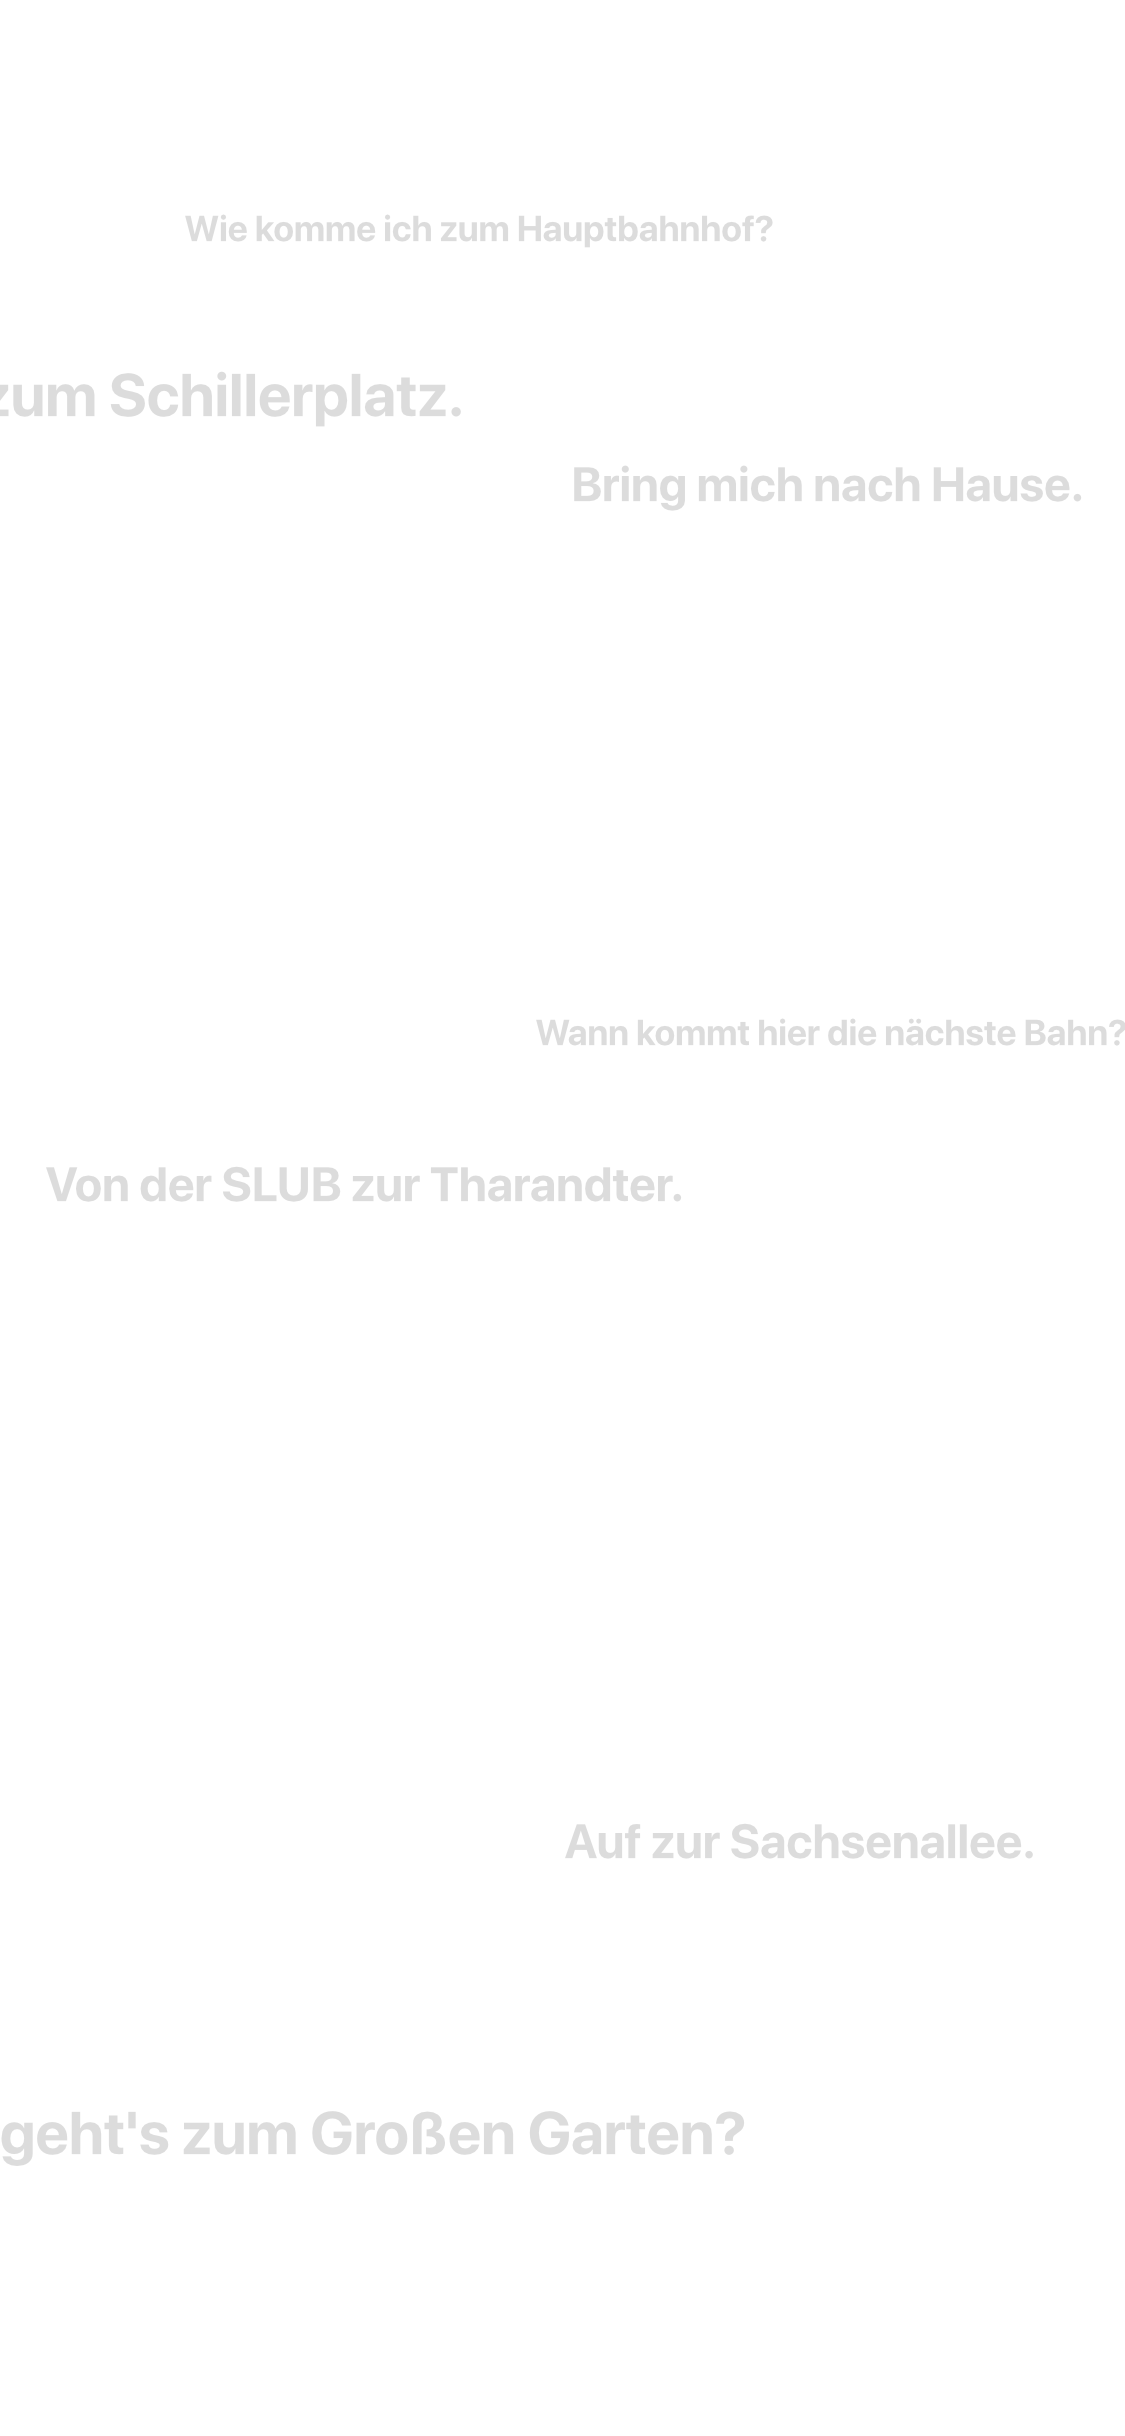 Wie komme ich zum Hauptbahnhof?
zum Schillerplatz.
Bring mich nach Hause.
Wann kommt hier die nächste Bahn?
Von der SLUB zur Tharandter.
Auf zur Sachsenallee.
geht's zum Großen Garten?